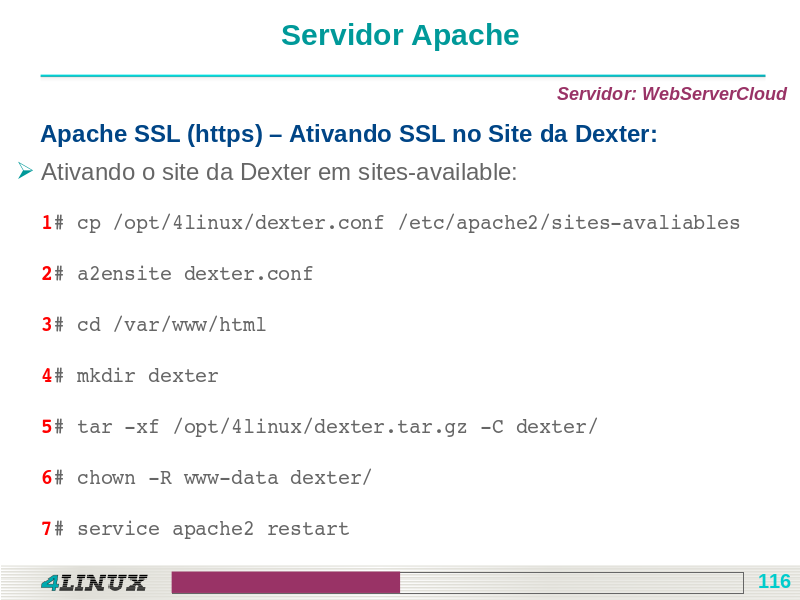 Servidor Apache
Servidor: WebServerCloud
Apache SSL (https) – Ativando SSL no Site da Dexter:
Ativando o site da Dexter em sites-available:
1# cp /opt/4linux/dexter.conf /etc/apache2/sites-avaliables
2# a2ensite dexter.conf
3# cd /var/www/html
4# mkdir dexter
5# tar -xf /opt/4linux/dexter.tar.gz -C dexter/
6# chown -R www-data dexter/
7# service apache2 restart
4LINUX
116